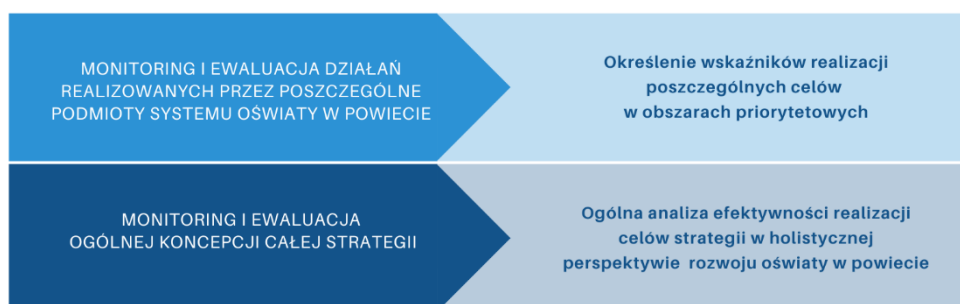 MONITORING I EWALUACJA DZIAŁAŃ
REALIZOWANYCH PRZEZ POSZCZEGÓLNE
PODMIOTY SYSTEMU OŚWIATY W POWIECIE
Określenie wskaźników realizacji
poszczególnych celów
w obszarach priorytetowych
MONITORING I EWALUACJA
OGÓLNEJ KONCEPCJI CAŁEJ STRATEGII
Ogólna analiza efektywności realizacji
celów strategii w holistycznej
perspektywie rozwoju oświaty w powiecie